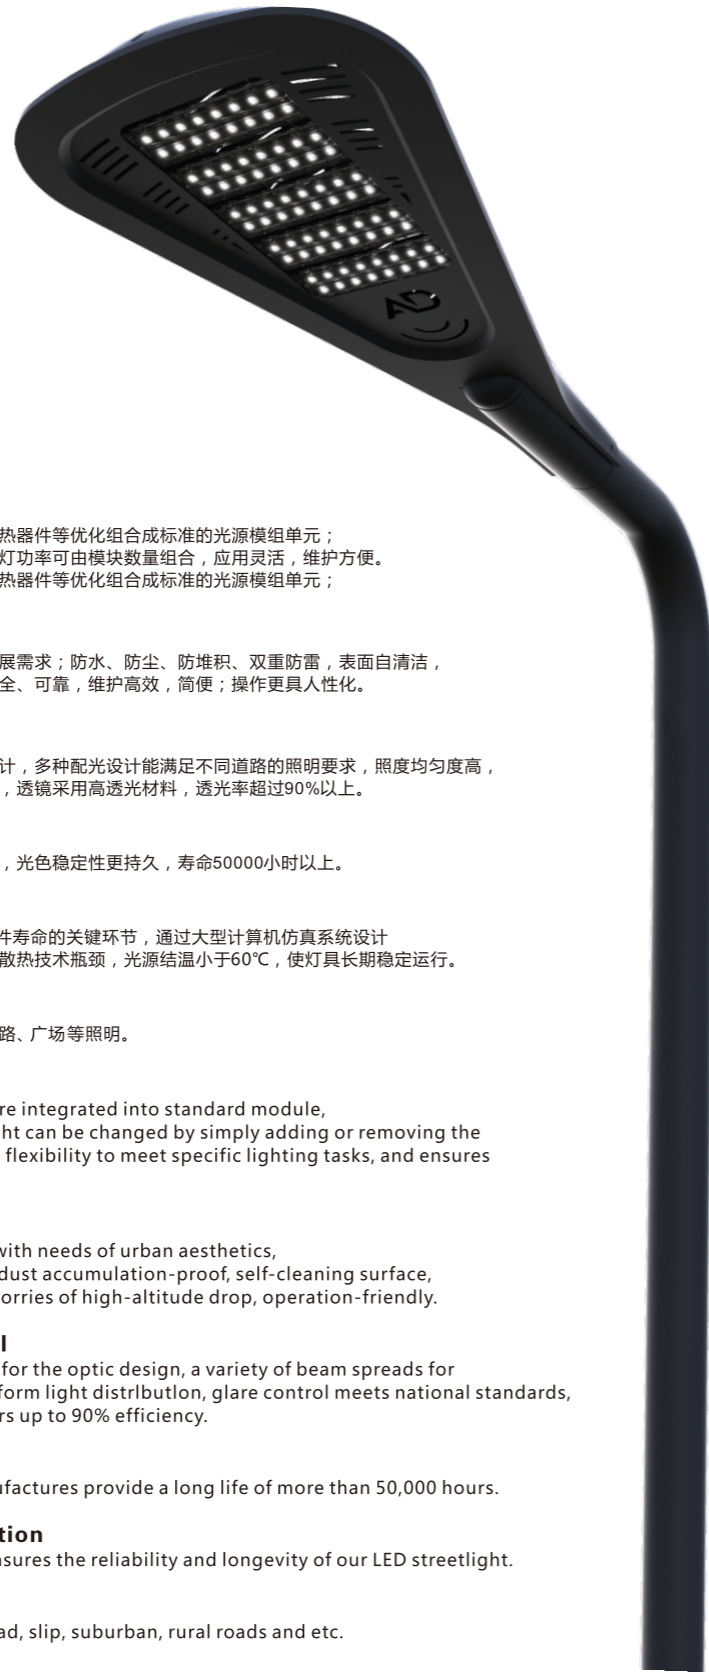 AD
热器件等优化组合成标准的光源模组单元；
灯功率可由模块数量组合，应用灵活，维护方便。
热器件等优化组合成标准的光源模组单元；
展需求；防水、防尘、防堆积、双重防雷，表面自清洁，
全、可靠，维护高效，简便；操作更具人性化。
计，多种配光设计能满足不同道路的照明要求，照度均匀度高，
，透镜采用高透光材料，透光率超过90%以上。
，光色稳定性更持久，寿命50000小时以上。
件寿命的关键环节，通过大型计算机仿真系统设计
散热技术瓶颈，光源结温小于60℃，使灯具长期稳定运行。
路、广场等照明。
re integrated into standard module,
ht can be changed by simply adding or removing the
flexibility to meet specific lighting tasks, and ensures
with needs of urban aesthetics,
dust accumulation-proof, self-cleaning surface,
orries of high-altitude drop, operation-friendly.
l
for the optic design, a variety of beam spreads for
form light distrlbutlon, glare control meets national standards,
rs up to 90% efficiency.
ufactures provide a long life of more than 50,000 hours.
tion
nsures the reliability and longevity of our LED streetlight.
ad, slip, suburban, rural roads and etc.